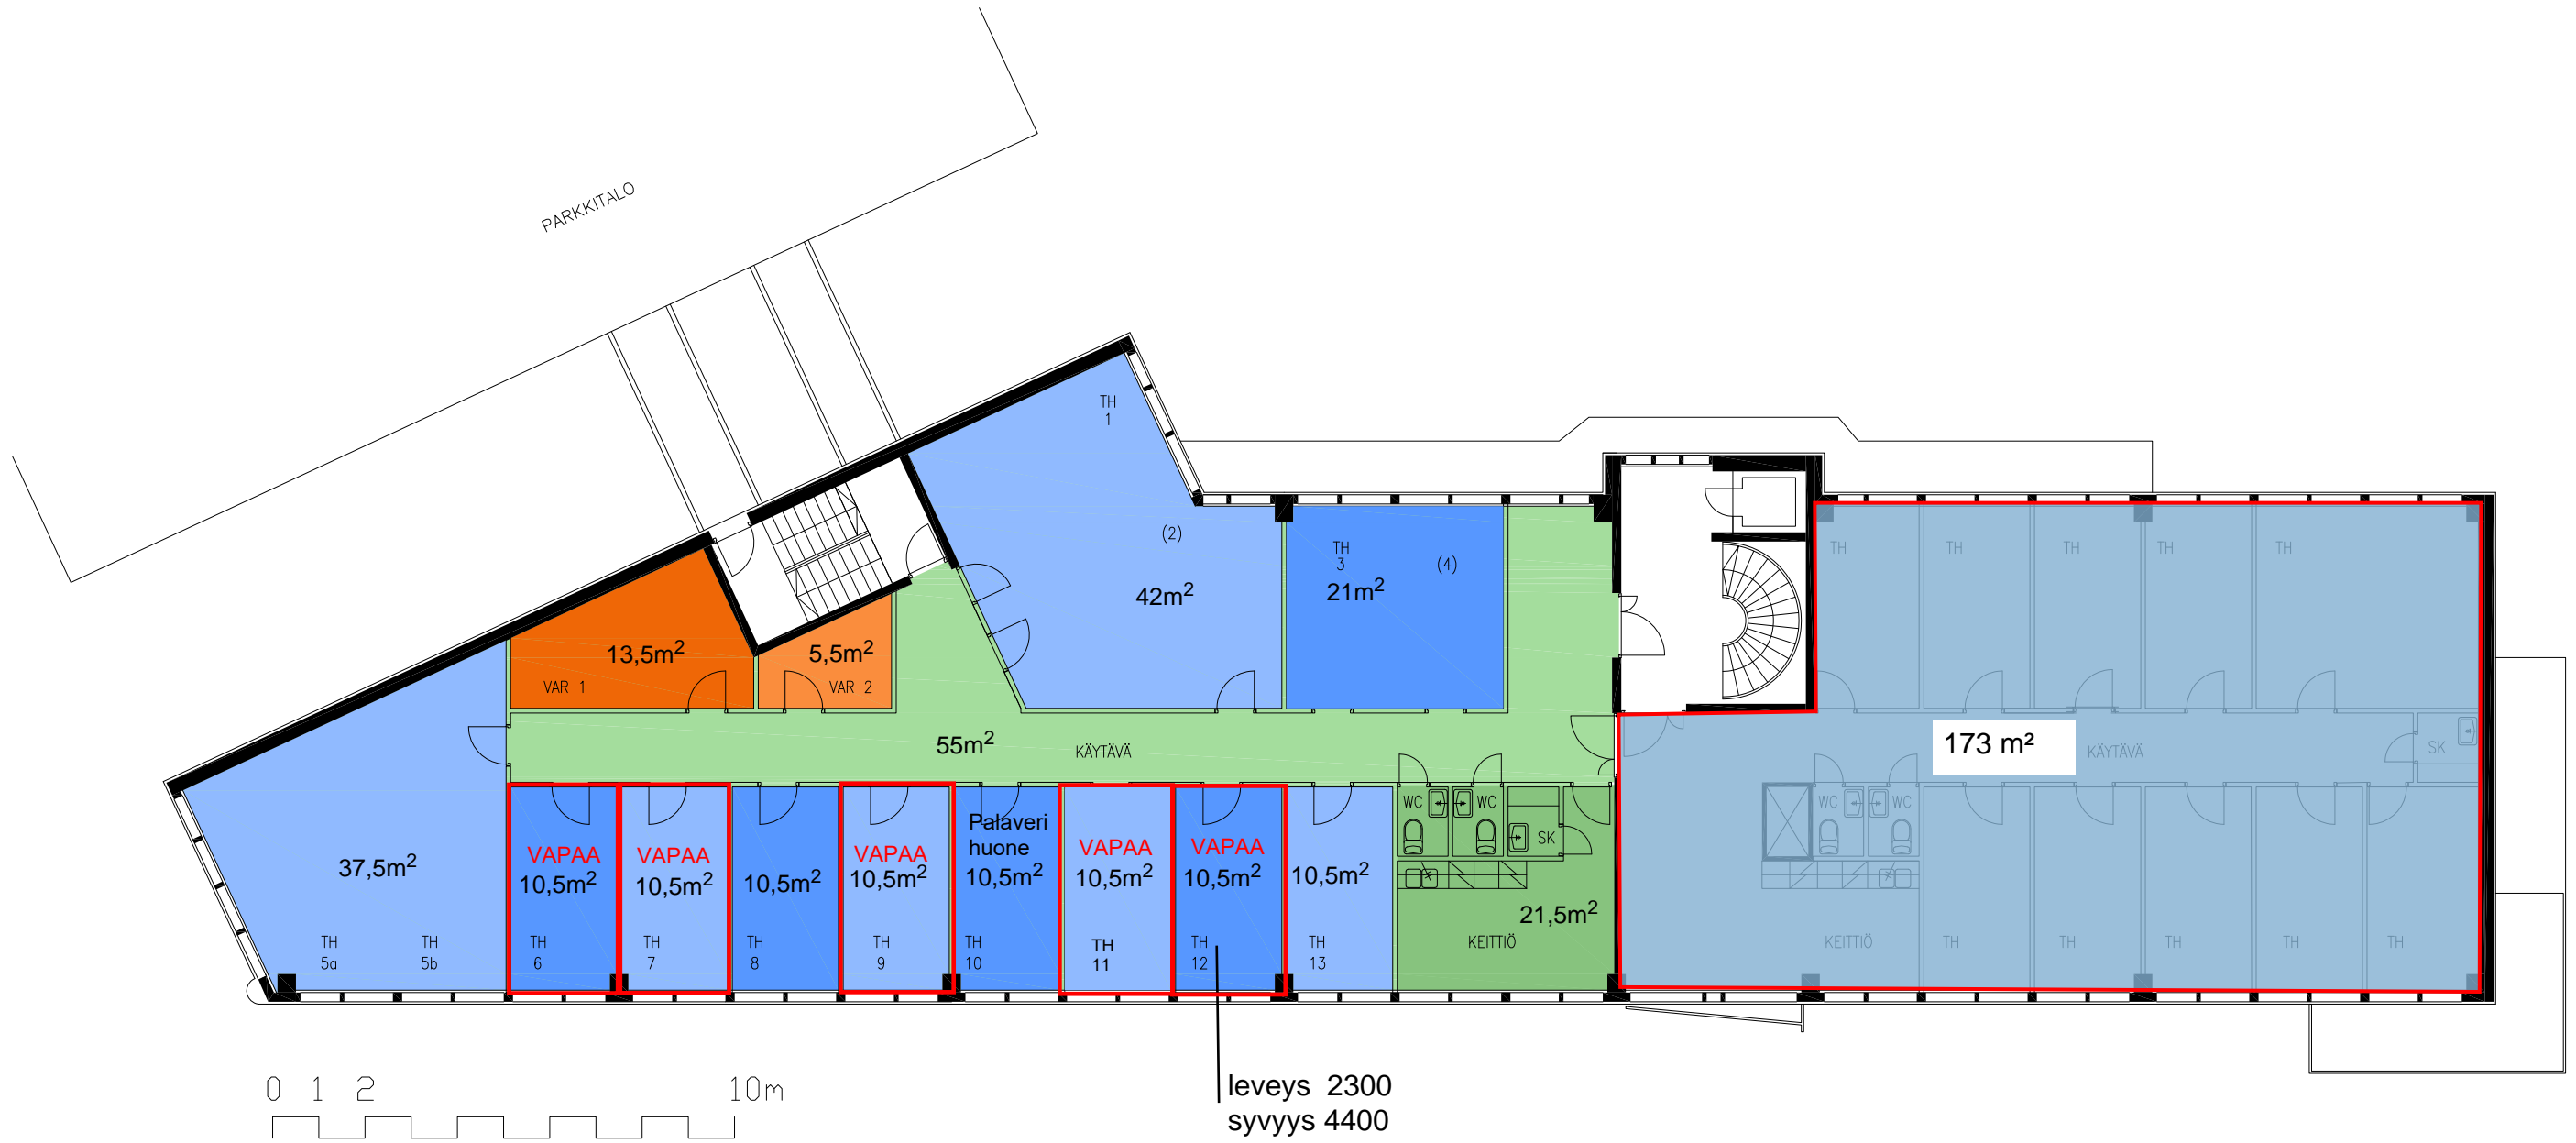 PARKKITALO
TH
1
(2)
42m²
TH
3
(4)
21m²
TH
TH
TH
TH
TH
13,5m²
VAR 1
5,5m²
VAR 2
55m²
KÄYTÄVÄ
173 m²
KÄYTÄVÄ
SK
37,5m²
TH
5a
TH
5b
VAPAA
10,5m²
TH
6
VAPAA
10,5m²
TH
7
10,5m²
TH
8
VAPAA
10,5m²
TH
9
Palaveri
huone
10,5m²
TH
10
VAPAA
10,5m²
TH
11
VAPAA
10,5m²
TH
12
10,5m²
TH
13
WC
WC
SK
21,5m²
KEITTIÖ
WC
WC
KEITTIÖ
TH
TH
TH
TH
TH
0 1 2 10m
leveys 2300
syvyys 4400